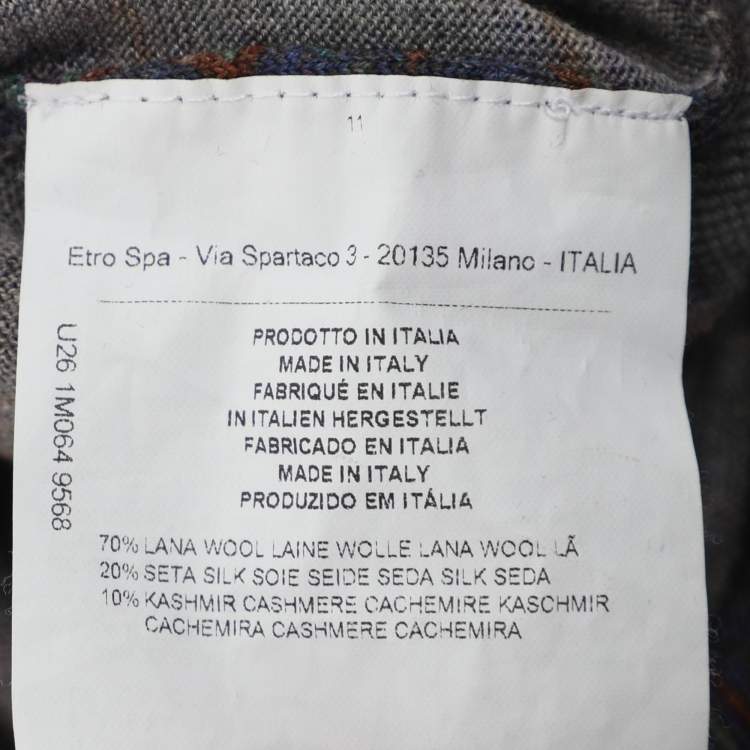 11
Etro Spa - Via Spartaco 3 - 20135 Milano - ITALIA
PRODOTTO IN ITALIA
MADE IN ITALY
FABRIQUÉ EN ITALIE
IN ITALIEN HERGESTELLT
FABRICADO EN ITALIA
MADE IN ITALY
PRODUZIDO EM ITÁLIA
U26 1M064 9568
70% LANA WOOL LAINE WOLLE LANA WOOL LÃ
20% SETA SILK SOIE SEIDE SEDA SILK SEDA
10% KASHMIR CASHMERE CACHEMIRE KASCHMIR
CACHEMIRA CASHMERE CACHEMIRA